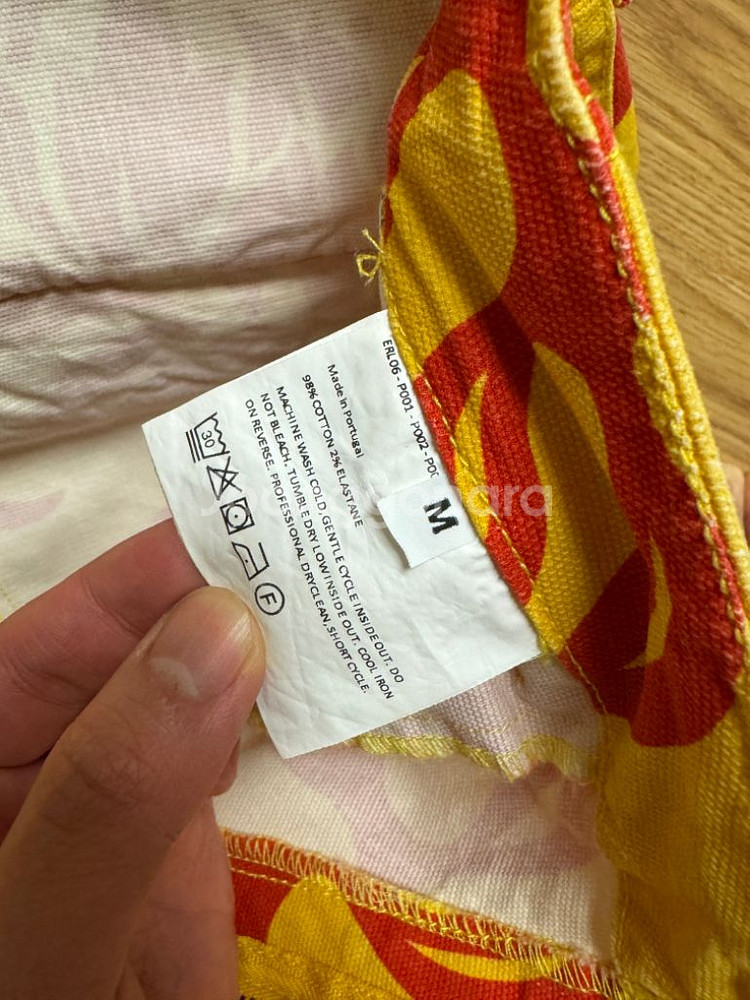 ERL06 - P001 - P002 - P00
Made in Portugal
98% COTTON 2% ELASTANE
MACHINE WASH COLD, GENTLE CYCLE INSIDE OUT. DO
NOT BLEACH. TUMBLE DRY LOW INSIDE OUT. COOL IRON
ON REVERSE. PROFESSIONAL DRYCLEAN, SHORT CYCLE.
30
F
M